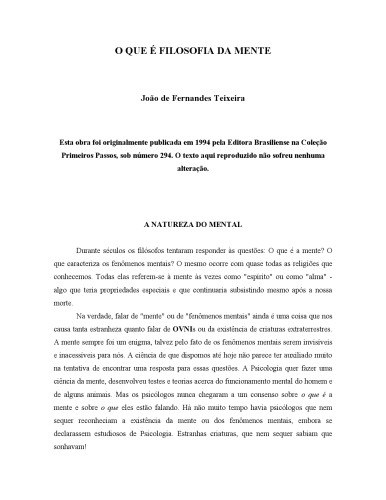 O QUE É FILOSOFIA DA MENTE
João de Fernandes Teixeira
Esta obra foi originalmente publicada em 1994 pela Editora Brasiliense na Coleção
Primeiros Passos, sob número 294. O texto aqui reproduzido não sofreu nenhuma
alteração.
A NATUREZA DO MENTAL
Durante séculos os filósofos tentaram responder às questões: O que é a mente? O
que caracteriza os fenômenos mentais? O mesmo ocorre com quase todas as religiões que
conhecemos. Todas elas referem-se à mente às vezes como "espírito" ou como "alma" -
algo que teria propriedades especiais e que continuaria subsistindo mesmo após a nossa
morte.
Na verdade, falar de "mente" ou de "fenômenos mentais" ainda é uma coisa que nos
causa tanta estranheza quanto falar de OVNIs ou da existência de criaturas extraterrestres.
A mente sempre foi um enigma, talvez pelo fato de os fenômenos mentais serem invisíveis
e inacessíveis para nós. A ciência de que dispomos até hoje não parece ter auxiliado muito
na tentativa de encontrar uma resposta para essas questões. A Psicologia quer fazer uma
ciência da mente, desenvolveu testes e teorias acerca do funcionamento mental do homem e
de alguns animais. Mas os psicólogos nunca chegaram a um consenso sobre o que é a
mente e sobre o que eles estão falando. Há não muito tempo havia psicólogos que nem
sequer reconheciam a existência da mente ou dos fenômenos mentais, embora se
declarassem estudiosos de Psicologia. Estranhas criaturas, que nem sequer sabiam que
sonhavam!